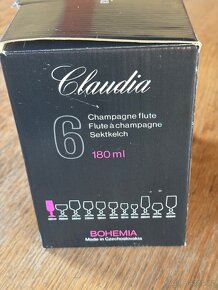 Claudia
6
Champagne flute
Flute à champagne
Sektkelch
180 ml
BOHEMIA
Made in Czechoslovakia